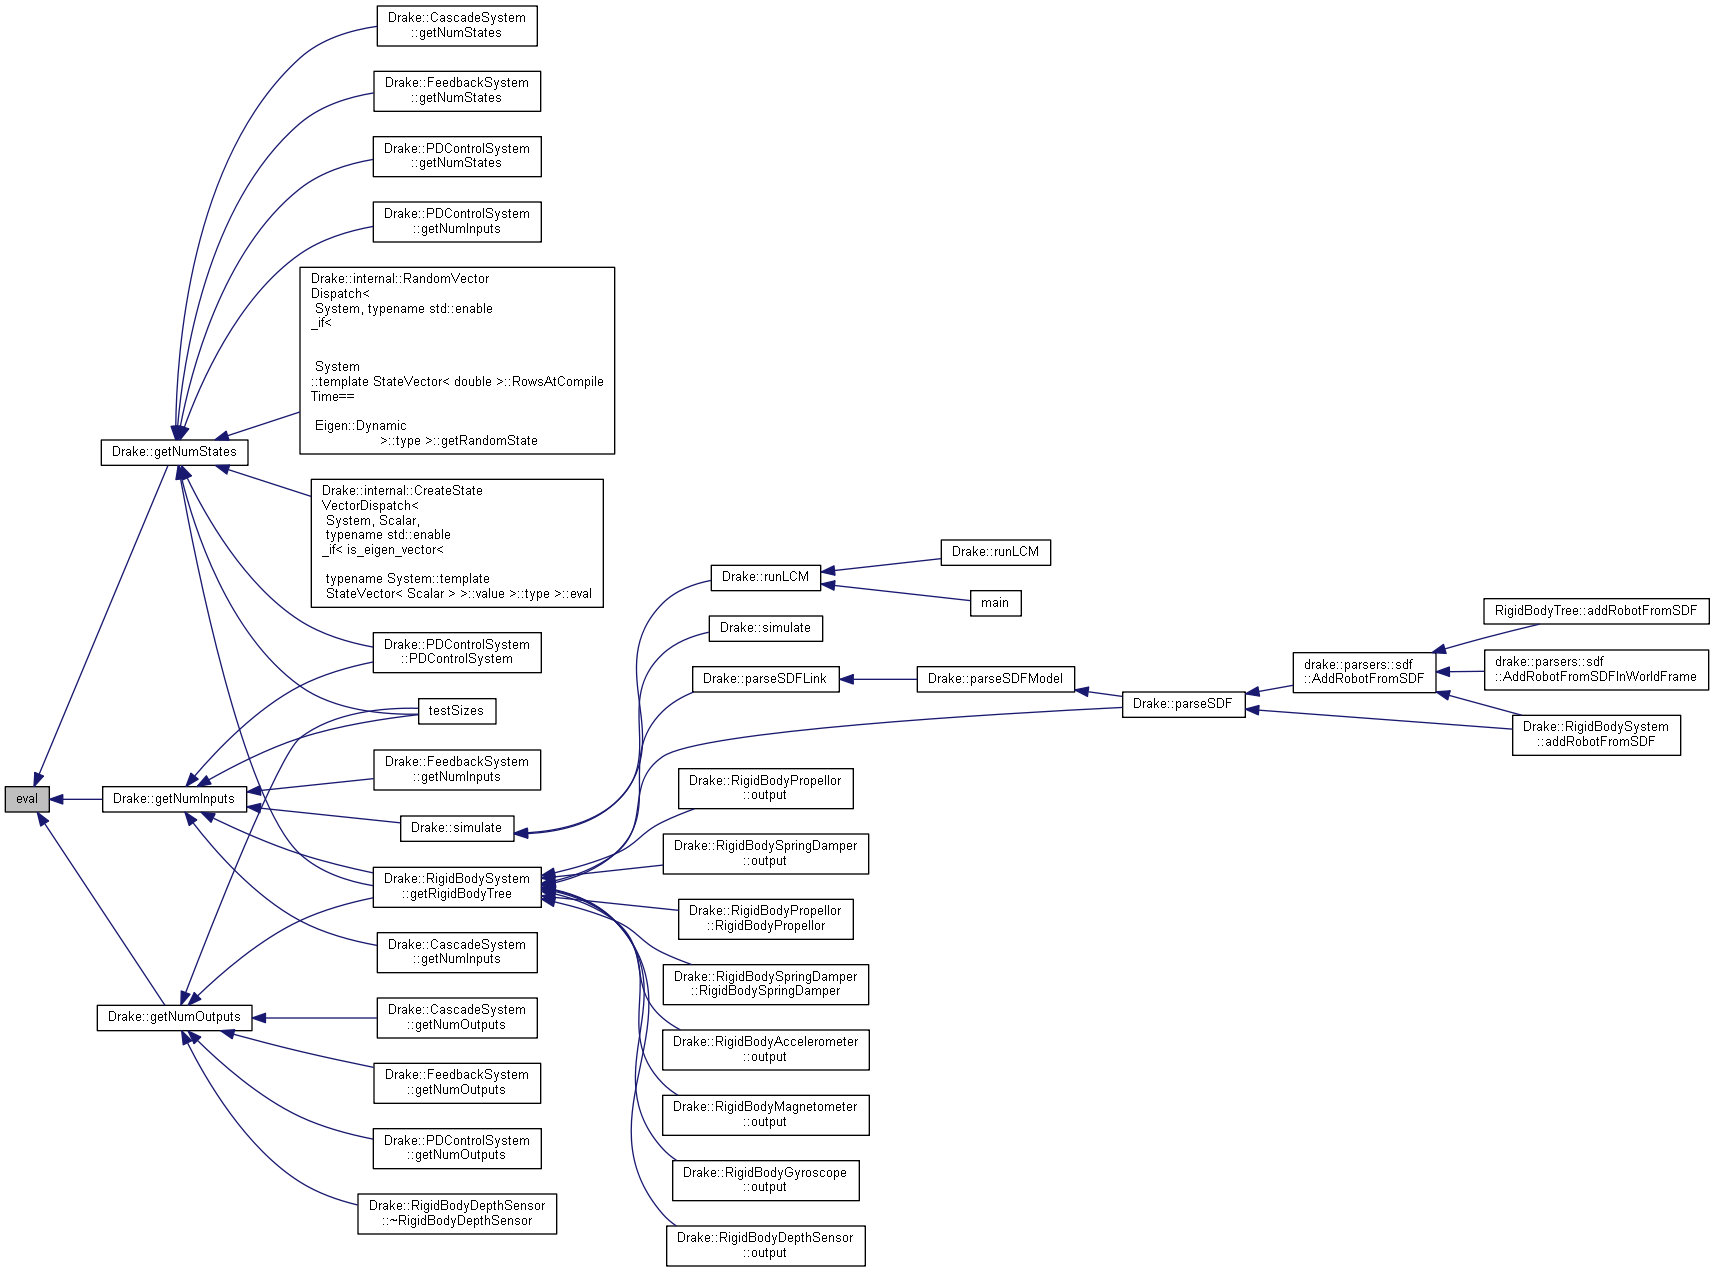 Drake::CascadeSystem
::getNumStates
Drake::FeedbackSystem
::getNumStates
Drake::PDControlSystem
::getNumStates
Drake::PDControlSystem
::getNumInputs
Drake::internal::RandomVector
Dispatch<
System, typename std::enable
_if<
System
::template StateVector< double >::RowsAtCompile
Time==
Eigen::Dynamic
>::type >::getRandomState
Drake::getNumStates
Drake::internal::CreateState
VectorDispatch<
System, Scalar,
typename std::enable
_if< is_eigen_vector<
typename System::template
StateVector< Scalar > >::value >::type >::eval
Drake::PDControlSystem
::PDControlSystem
testSizes
eval
Drake::getNumInputs
Drake::FeedbackSystem
::getNumInputs
Drake::simulate
Drake::RigidBodySystem
::getRigidBodyTree
Drake::CascadeSystem
::getNumInputs
Drake::getNumOutputs
Drake::CascadeSystem
::getNumOutputs
Drake::FeedbackSystem
::getNumOutputs
Drake::PDControlSystem
::getNumOutputs
Drake::RigidBodyDepthSensor
::~RigidBodyDepthSensor
Drake::runLCM
Drake::runLCM
main
Drake::simulate
Drake::parseSDFLink
Drake::parseSDFModel
Drake::parseSDF
drake::parsers::sdf
::AddRobotFromSDF
RigidBodyTree::addRobotFromSDF
drake::parsers::sdf
::AddRobotFromSDFInWorldFrame
Drake::RigidBodySystem
::addRobotFromSDF
Drake::RigidBodyPropellor
::output
Drake::RigidBodySpringDamper
::output
Drake::RigidBodyPropellor
::RigidBodyPropellor
Drake::RigidBodySpringDamper
::RigidBodySpringDamper
Drake::RigidBodyAccelerometer
::output
Drake::RigidBodyMagnetometer
::output
Drake::RigidBodyGyroscope
::output
Drake::RigidBodyDepthSensor
::output